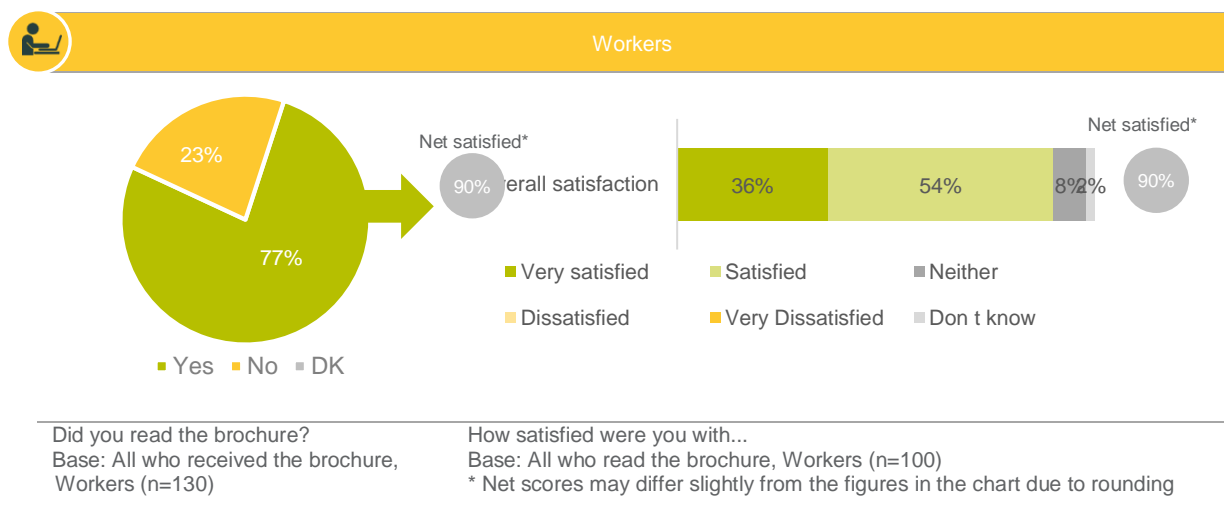 Workers
23%
77%
Net satisfied*
90%
verall satisfaction
36%
54%
8%
2%
Net satisfied*
90%
Very satisfied
Satisfied
Neither
Dissatisfied
Very Dissatisfied
Don t know
Yes
No
DK
Did you read the brochure?
Base: All who received the brochure,
Workers (n=130)
How satisfied were you with...
Base: All who read the brochure, Workers (n=100)
* Net scores may differ slightly from the figures in the chart due to rounding